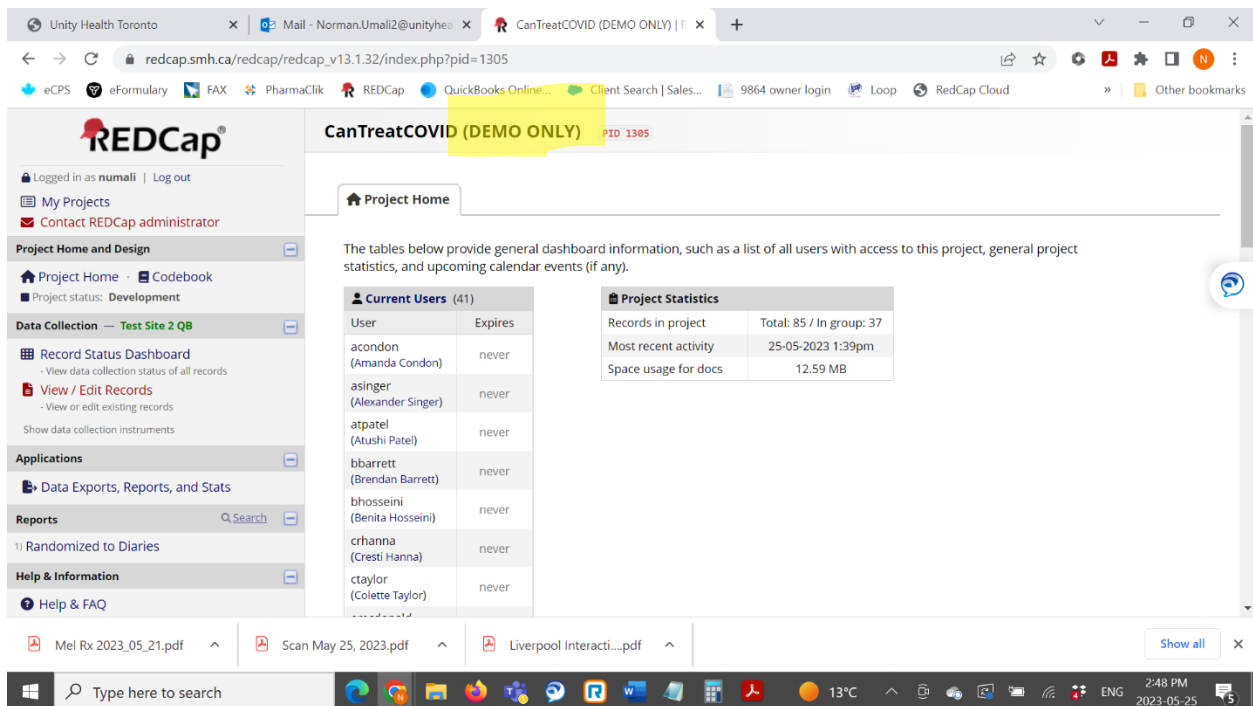 Unity Health Toronto
Mail - Norman.Umali2@unityhea
CanTreatCOVID (DEMO ONLY) | R
redcap.smh.ca/redcap/redcap_v13.1.32/index.php?pid=1305
N
eCPS eFormulary FAX PharmaClik REDCap QuickBooks Online... Client Search | Sales... 9864 owner login Loop RedCap Cloud » Other bookmarks
REDCap®
Logged in as numali | Log out
My Projects
Contact REDCap administrator
Project Home and Design
Project Home · Codebook
Project status: Development
Data Collection — Test Site 2 QB
Record Status Dashboard
- View data collection status of all records
View / Edit Records
- View or edit existing records
Show data collection instruments
Applications
Data Exports, Reports, and Stats
Reports Search
1) Randomized to Diaries
Help & Information
Help & FAQ
CanTreatCOVID (DEMO ONLY) PID 1305
Project Home
The tables below provide general dashboard information, such as a list of all users with access to this project, general project
statistics, and upcoming calendar events (if any).
Current Users (41)
User Expires
acondon
(Amanda Condon) never
asinger
(Alexander Singer) never
atpatel
(Atushi Patel) never
bbarrett
(Brendan Barrett) never
bhosseini
(Benita Hosseini) never
crhanna
(Cresti Hanna) never
ctaylor
(Colette Taylor) never
Project Statistics
Records in project Total: 85 / In group: 37
Most recent activity 25-05-2023 1:39pm
Space usage for docs 12.59 MB
Mel Rx 2023_05_21.pdf
Scan May 25, 2023.pdf
Liverpool Interacti....pdf
Show all
Type here to search
13°C
ENG
2:48 PM
2023-05-25
5